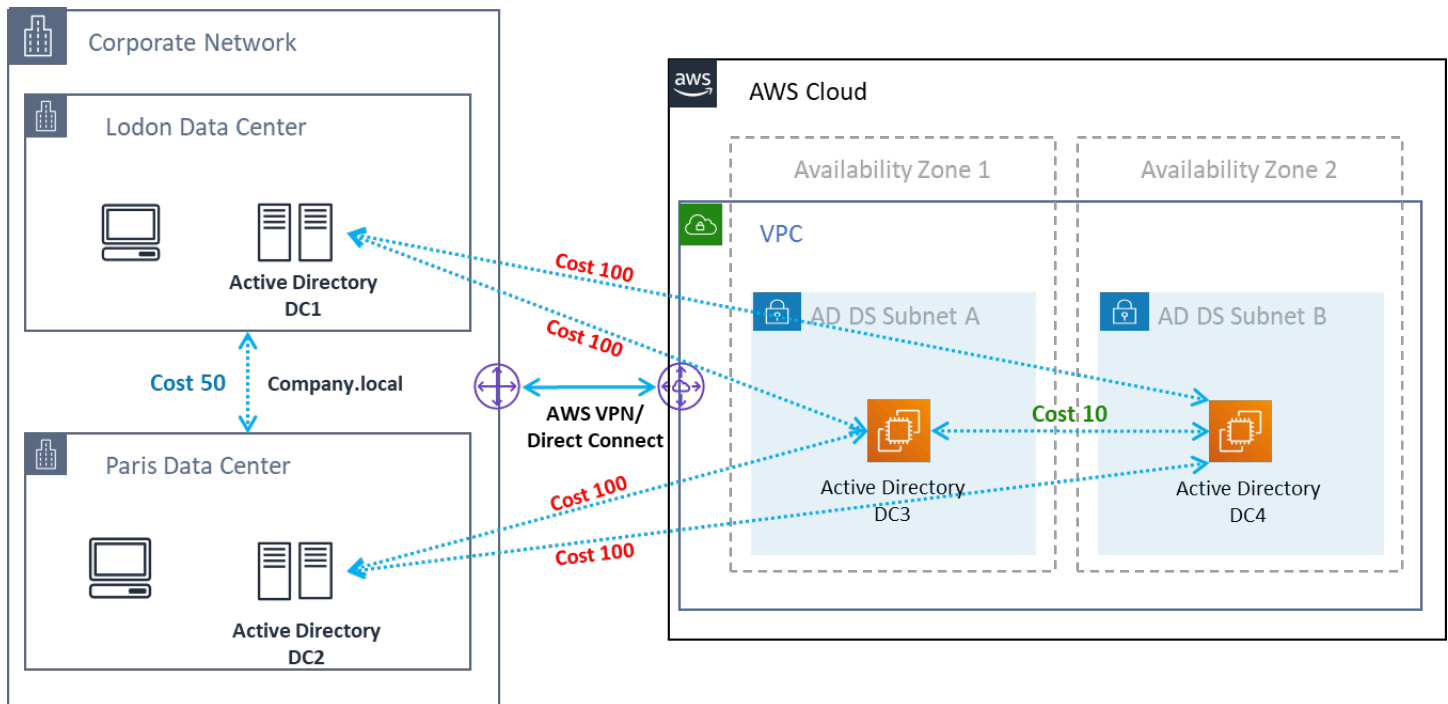 Corporate Network
Lodon Data Center
Active Directory
DC1
Cost 50
Company.local
Paris Data Center
Active Directory
DC2
AWS VPN/
Direct Connect
Cost 100
Cost 100
Cost 100
Cost 100
aws
AWS Cloud
Availability Zone 1
Availability Zone 2
VPC
AD DS Subnet A
AD DS Subnet B
Cost 10
Active Directory
DC3
Active Directory
DC4